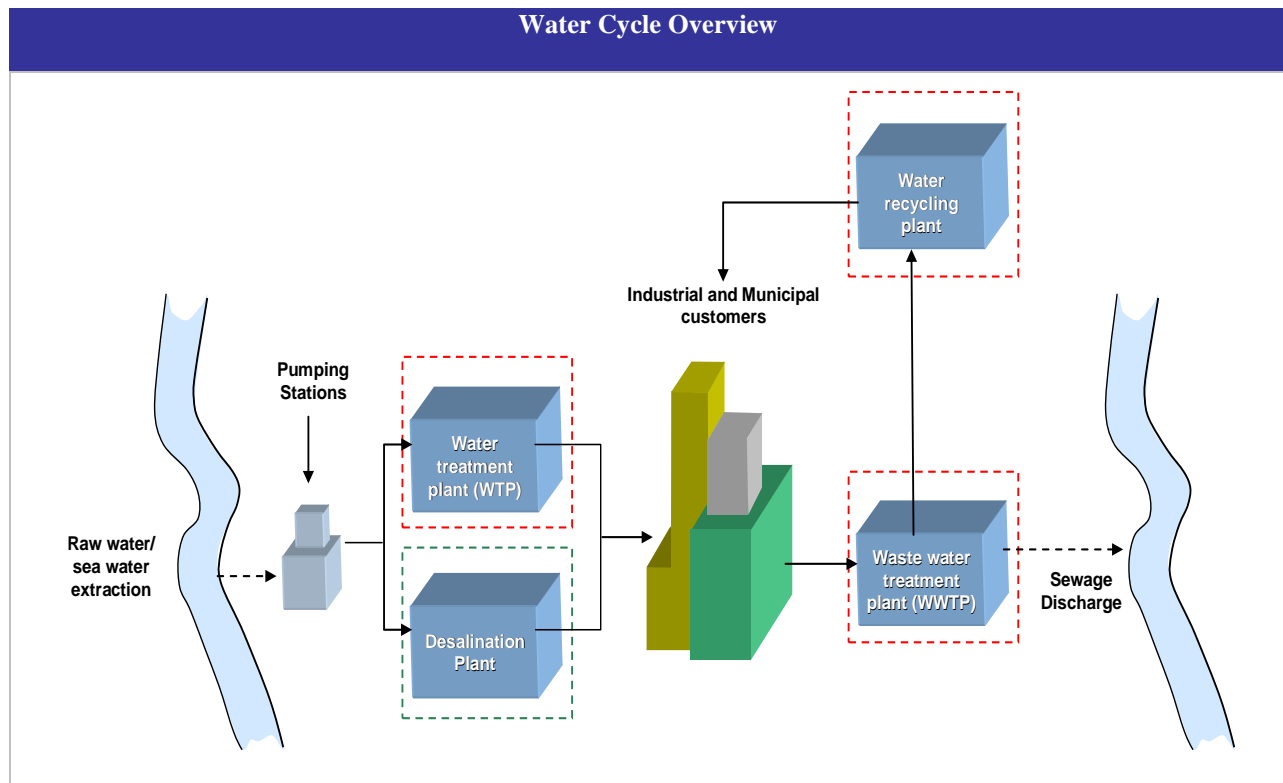 Water Cycle Overview
Water
recycling
plant
Industrial and Municipal
customers
Pumping
Stations
Water
treatment
plant (WTP)
Raw water/
sea water
extraction
Desalination
Plant
Waste water
treatment
plant (WWTP)
Sewage
Discharge